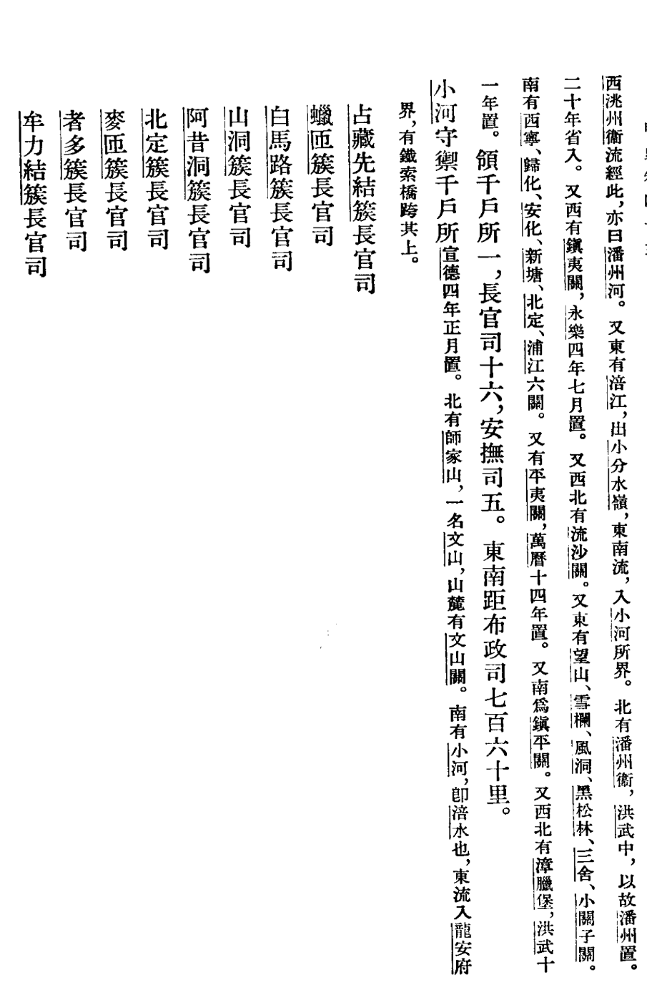 西洮州衞流經此，亦曰潘州河。又東有涪江，出小分水嶺，東南流，入小河所界。北有潘州衞，洪武中，以故潘州置。
二十年省入。又西有鎭夷關，永樂四年七月置。又西北有流沙關。又東有望山、雪欄、風洞、黑松林、三舍、小關子關。
南有西寧、歸化、安化、新塘、北定、浦江六關。又有平夷關，萬曆十四年置。又南爲鎭平關。又西北有漳臘堡，洪武十
一年置。領千戶所一，長官司十六，安撫司五。東南距布政司七百六十里。
小河守禦千戶所宣德四年正月置。北有師家山，一名文山，山麓有文山關。南有小河，卽涪水也，東流入龍安府
界，有鐵索橋跨其上。
占藏先結簇長官司
蠟匝簇長官司
白馬路簇長官司
山洞簇長官司
阿昔洞簇長官司
北定簇長官司
麥匝簇長官司
者多簇長官司
牟力結簇長官司